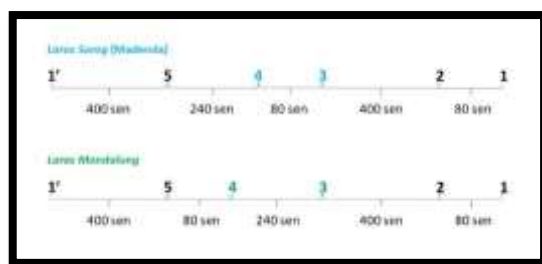 Laras Sorog (Madenda)
1' 5 4 3 2 1
400 sen 240 sen 80 sen 400 sen 80 sen
Laras Mandalung
1' 5 4 3 2 1
400 sen 80 sen 240 sen 400 sen 80 sen